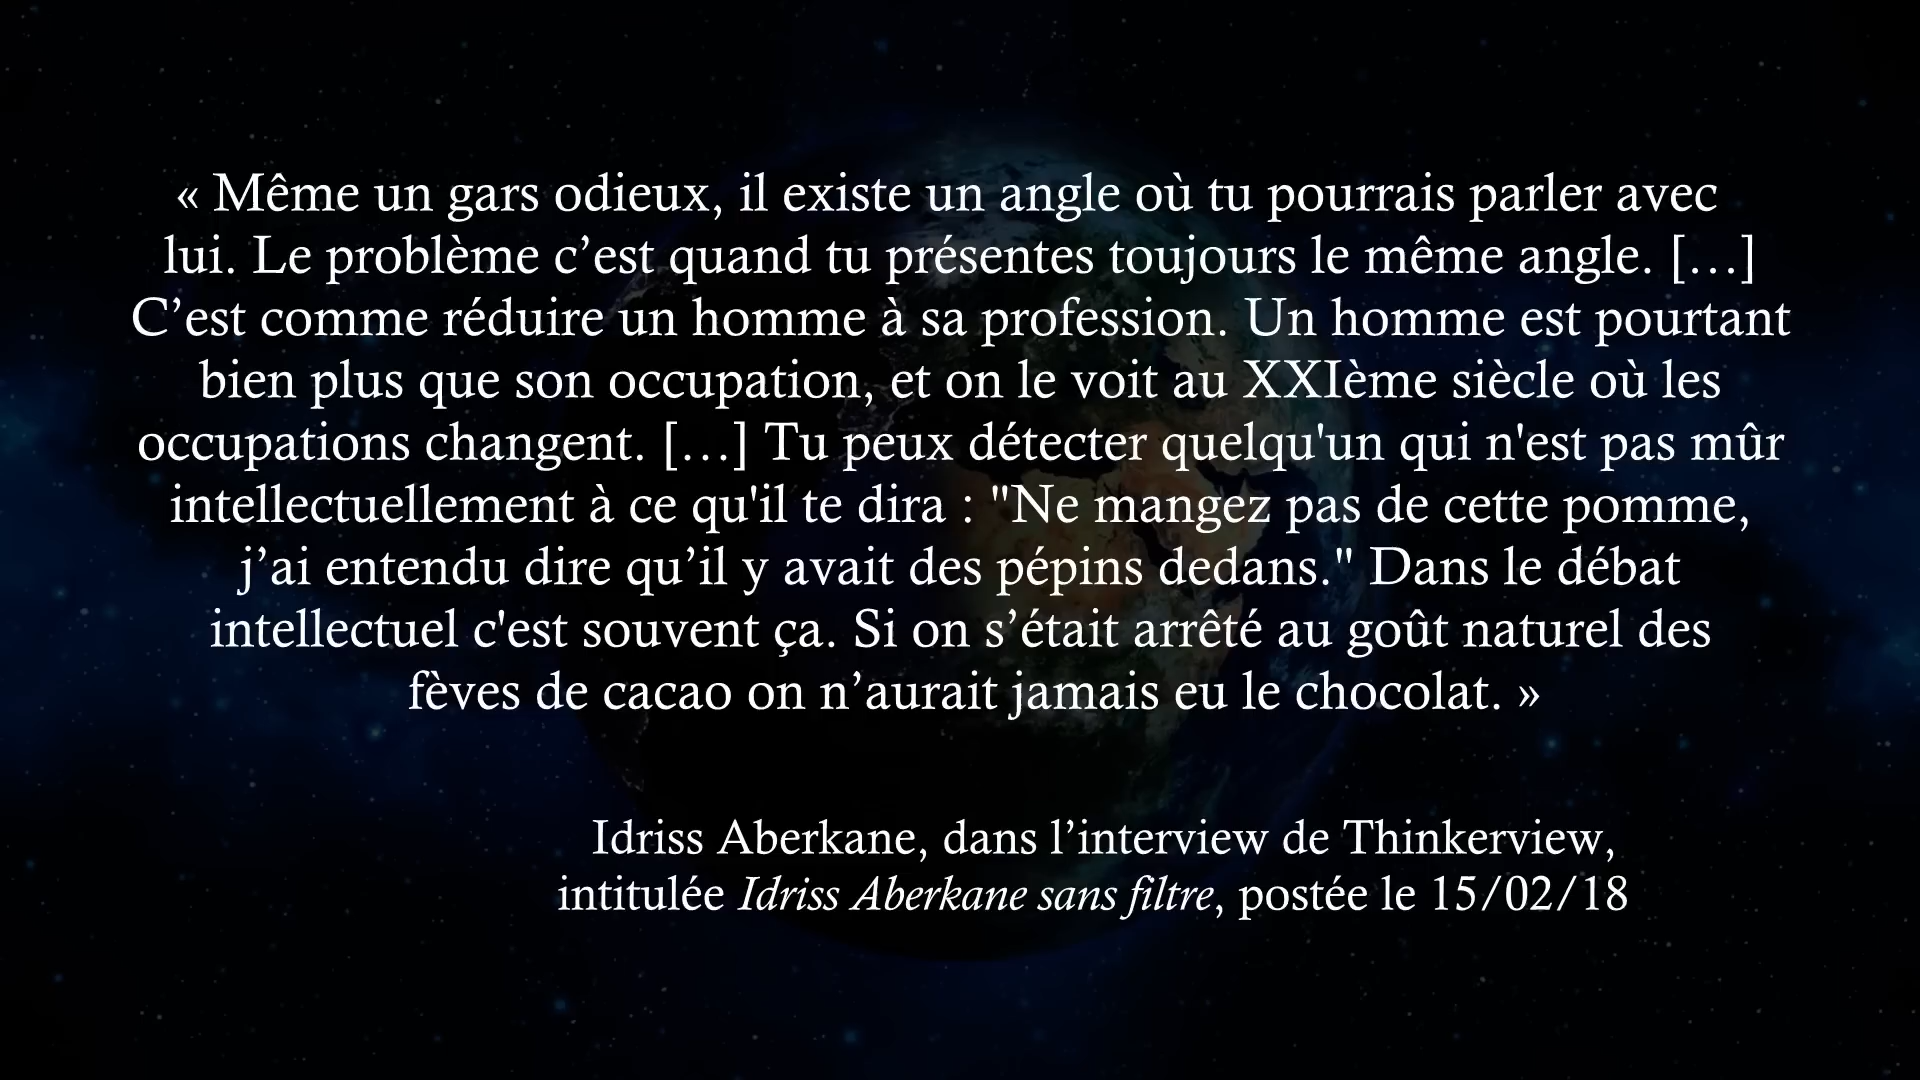 « Même un gars odieux, il existe un angle où tu pourrais parler avec
lui. Le problème c’est quand tu présentes toujours le même angle. […]
C’est comme réduire un homme à sa profession. Un homme est pourtant
bien plus que son occupation, et on le voit au XXIème siècle où les
occupations changent. […] Tu peux détecter quelqu'un qui n'est pas mûr
intellectuellement à ce qu'il te dira : "Ne mangez pas de cette pomme,
j’ai entendu dire qu’il y avait des pépins dedans." Dans le débat
intellectuel c'est souvent ça. Si on s’était arrêté au goût naturel des
fèves de cacao on n’aurait jamais eu le chocolat. »
Idriss Aberkane, dans l’interview de Thinkerview,
intitulée Idriss Aberkane sans filtre, postée le 15/02/18